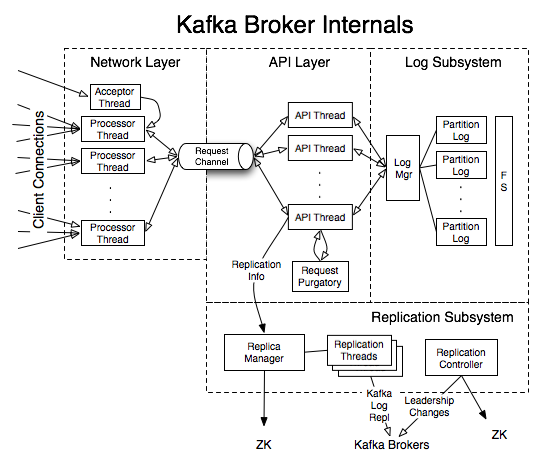 Kafka Broker Internals
Network Layer
API Layer
Log Subsystem
Client Connections
Acceptor
Thread
Processor
Thread
Processor
Thread
Processor
Thread
Request
Channel
API Thread
API Thread
API Thread
Request
Purgatory
Log
Mgr
Partition
Log
Partition
Log
Partition
Log
F
S
Replication
Info
Replication Subsystem
Replica
Manager
Replication
Threads
Replication
Controller
Kafka
Log
Repl
Leadership
Changes
ZK
Kafka Brokers
ZK